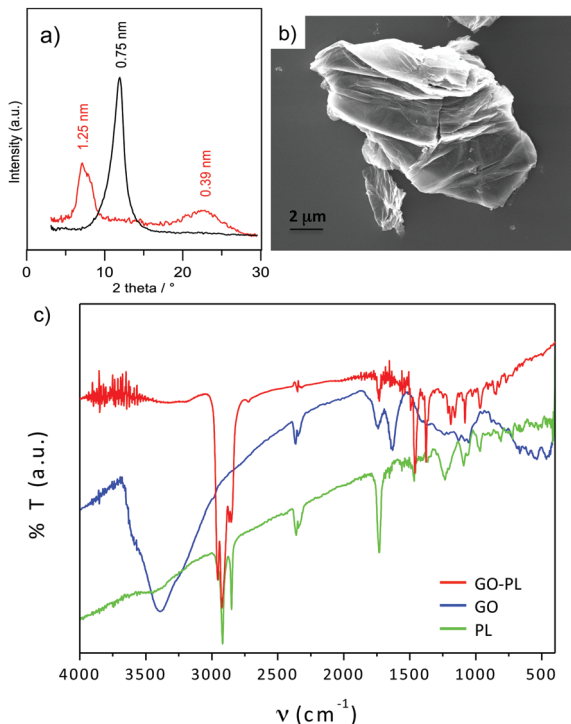 a)
1.25 nm
0.75 nm
0.39 nm
Intensity (a.u.)
0 10 20 30
2 theta / °
b)
2 μm
c)
% T (a.u.)
GO-PL
GO
PL
4000 3500 3000 2500 2000 1500 1000 500
ν (cm⁻¹)